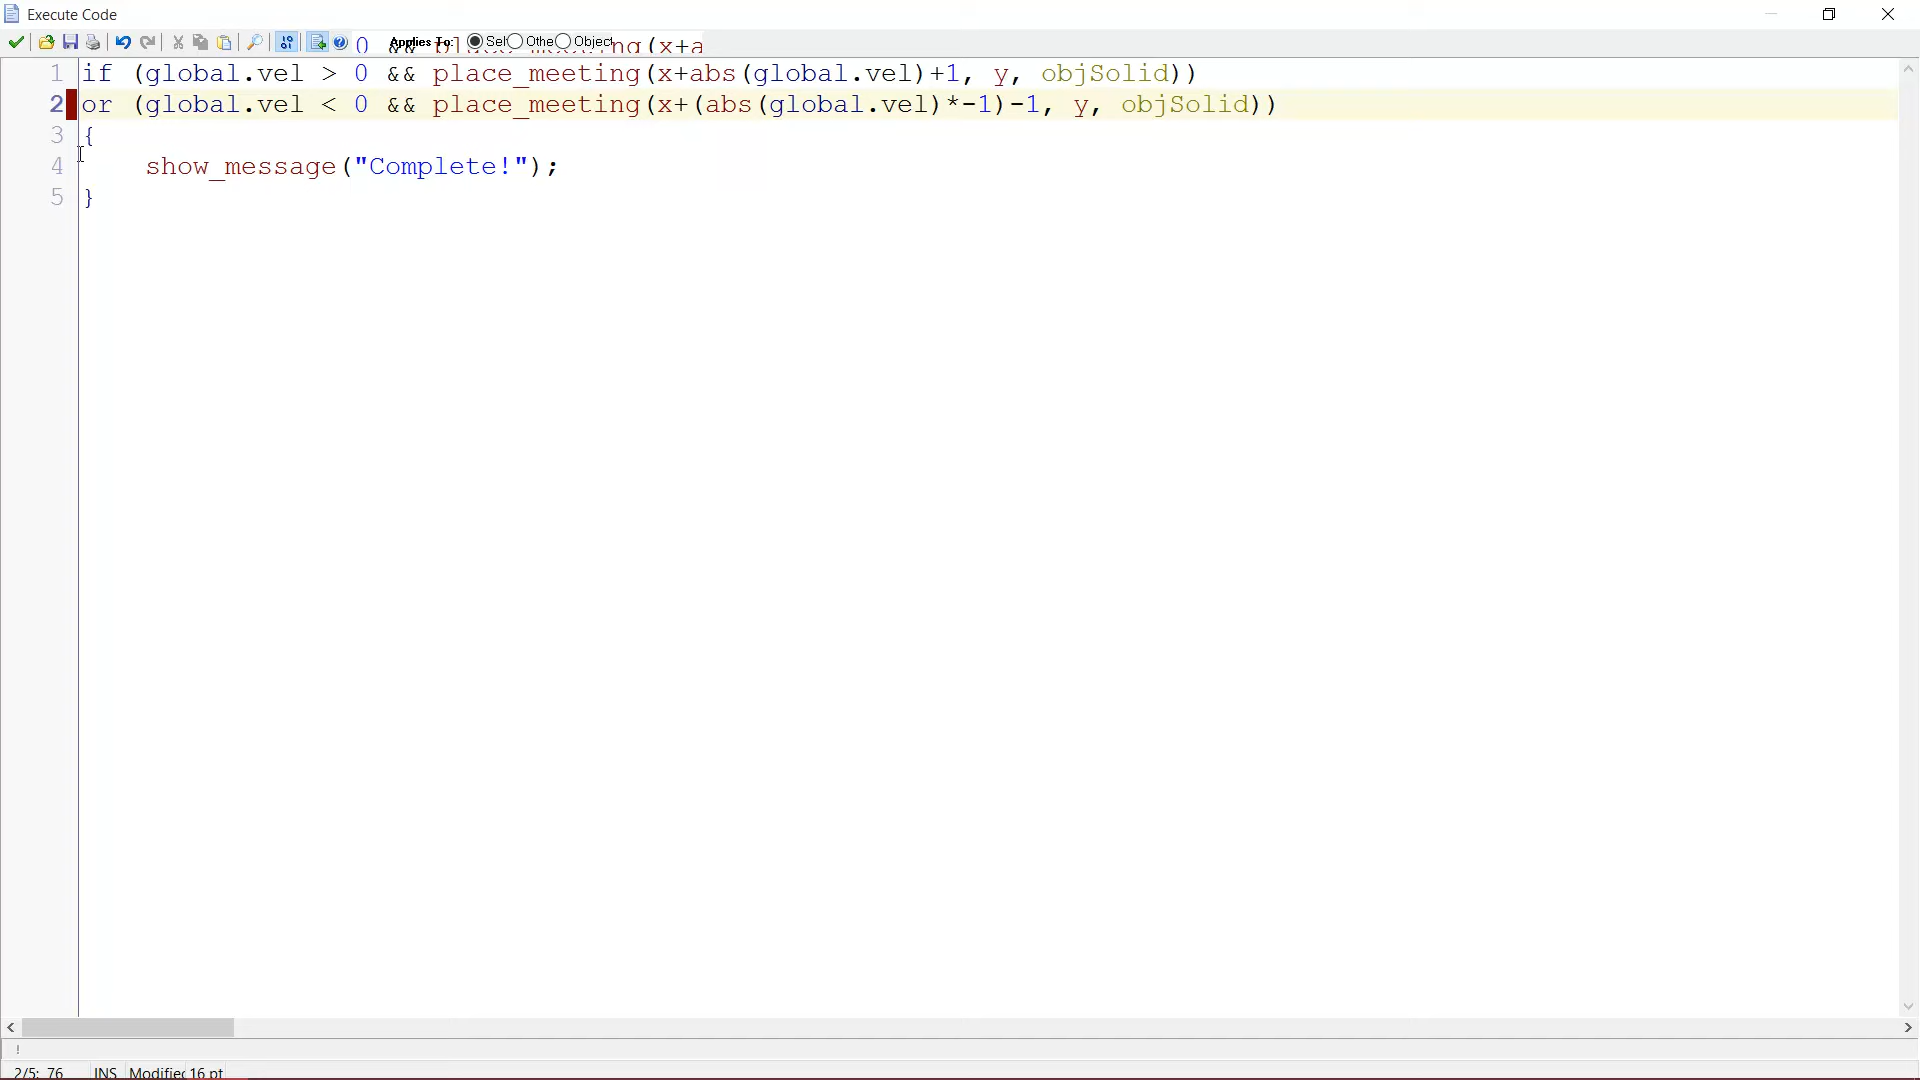 Execute Code
Applies To: Self Othe Object
1 if (global.vel > 0 && place_meeting(x+abs(global.vel)+1, y, objSolid))
2 or (global.vel < 0 && place_meeting(x+(abs(global.vel)*-1)-1, y, objSolid))
3 {
4 show_message("Complete!");
5 }
!
2/5: 76 INS Modified 16 pt